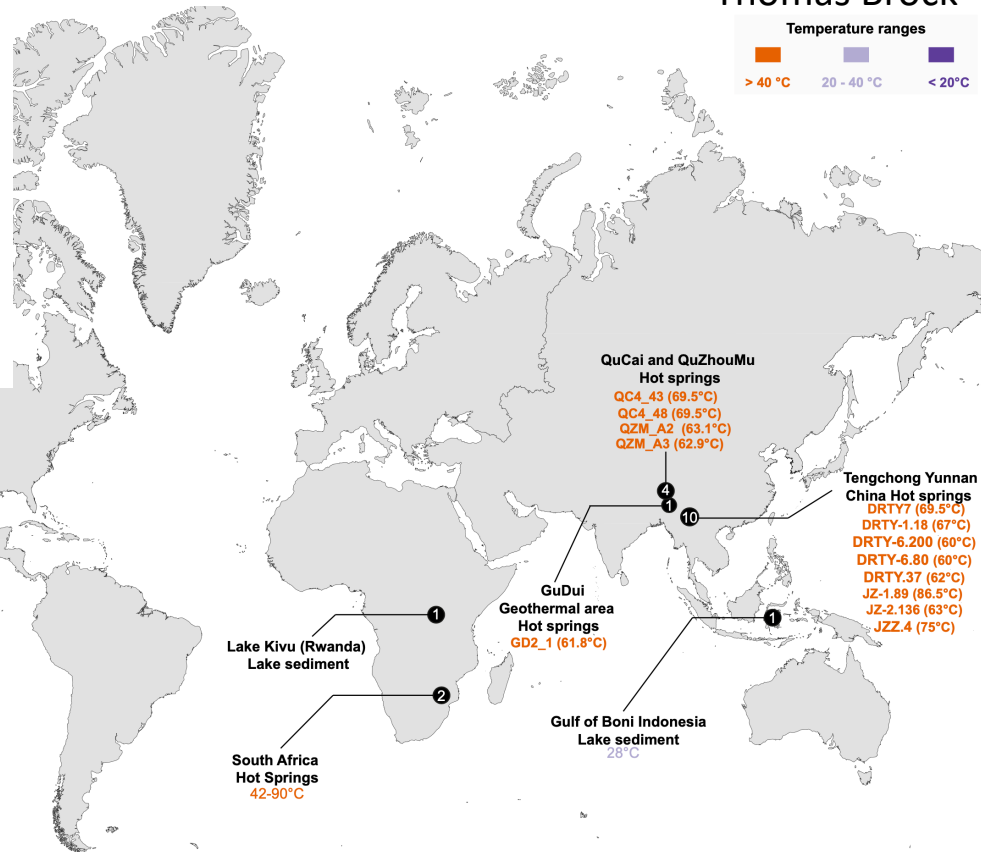 Thomas Brock
Temperature ranges
> 40 °C
20 - 40 °C
< 20°C
QuCai and QuZhouMu
Hot springs
QC4_43 (69.5°C)
QC4_48 (69.5°C)
QZM_A2 (63.1°C)
QZM_A3 (62.9°C)
4
1
10
Tengchong Yunnan
China Hot springs
DRTY7 (69.5°C)
DRTY-1.18 (67°C)
DRTY-6.200 (60°C)
DRTY-6.80 (60°C)
DRTY.37 (62°C)
JZ-1.89 (86.5°C)
JZ-2.136 (63°C)
JZZ.4 (75°C)
GuDui
Geothermal area
Hot springs
GD2_1 (61.8°C)
1
Lake Kivu (Rwanda)
Lake sediment
1
Gulf of Boni Indonesia
Lake sediment
28°C
2
South Africa
Hot Springs
42-90°C